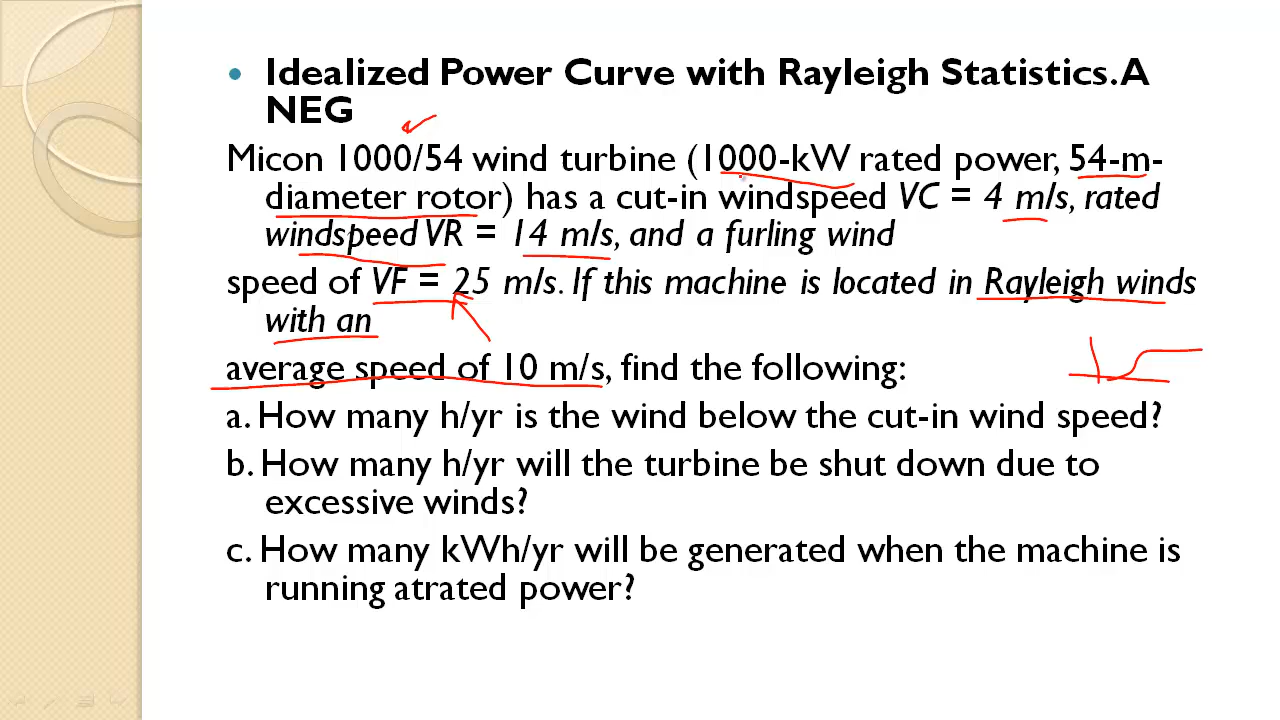 • Idealized Power Curve with Rayleigh Statistics. A
NEG
Micon 1000/54 wind turbine (1000-kW rated power, 54-m-
diameter rotor) has a cut-in windspeed VC = 4 m/s, rated
windspeed VR = 14 m/s, and a furling wind
speed of VF = 25 m/s. If this machine is located in Rayleigh winds
with an
average speed of 10 m/s, find the following:
a. How many h/yr is the wind below the cut-in wind speed?
b. How many h/yr will the turbine be shut down due to
excessive winds?
c. How many kWh/yr will be generated when the machine is
running atrated power?